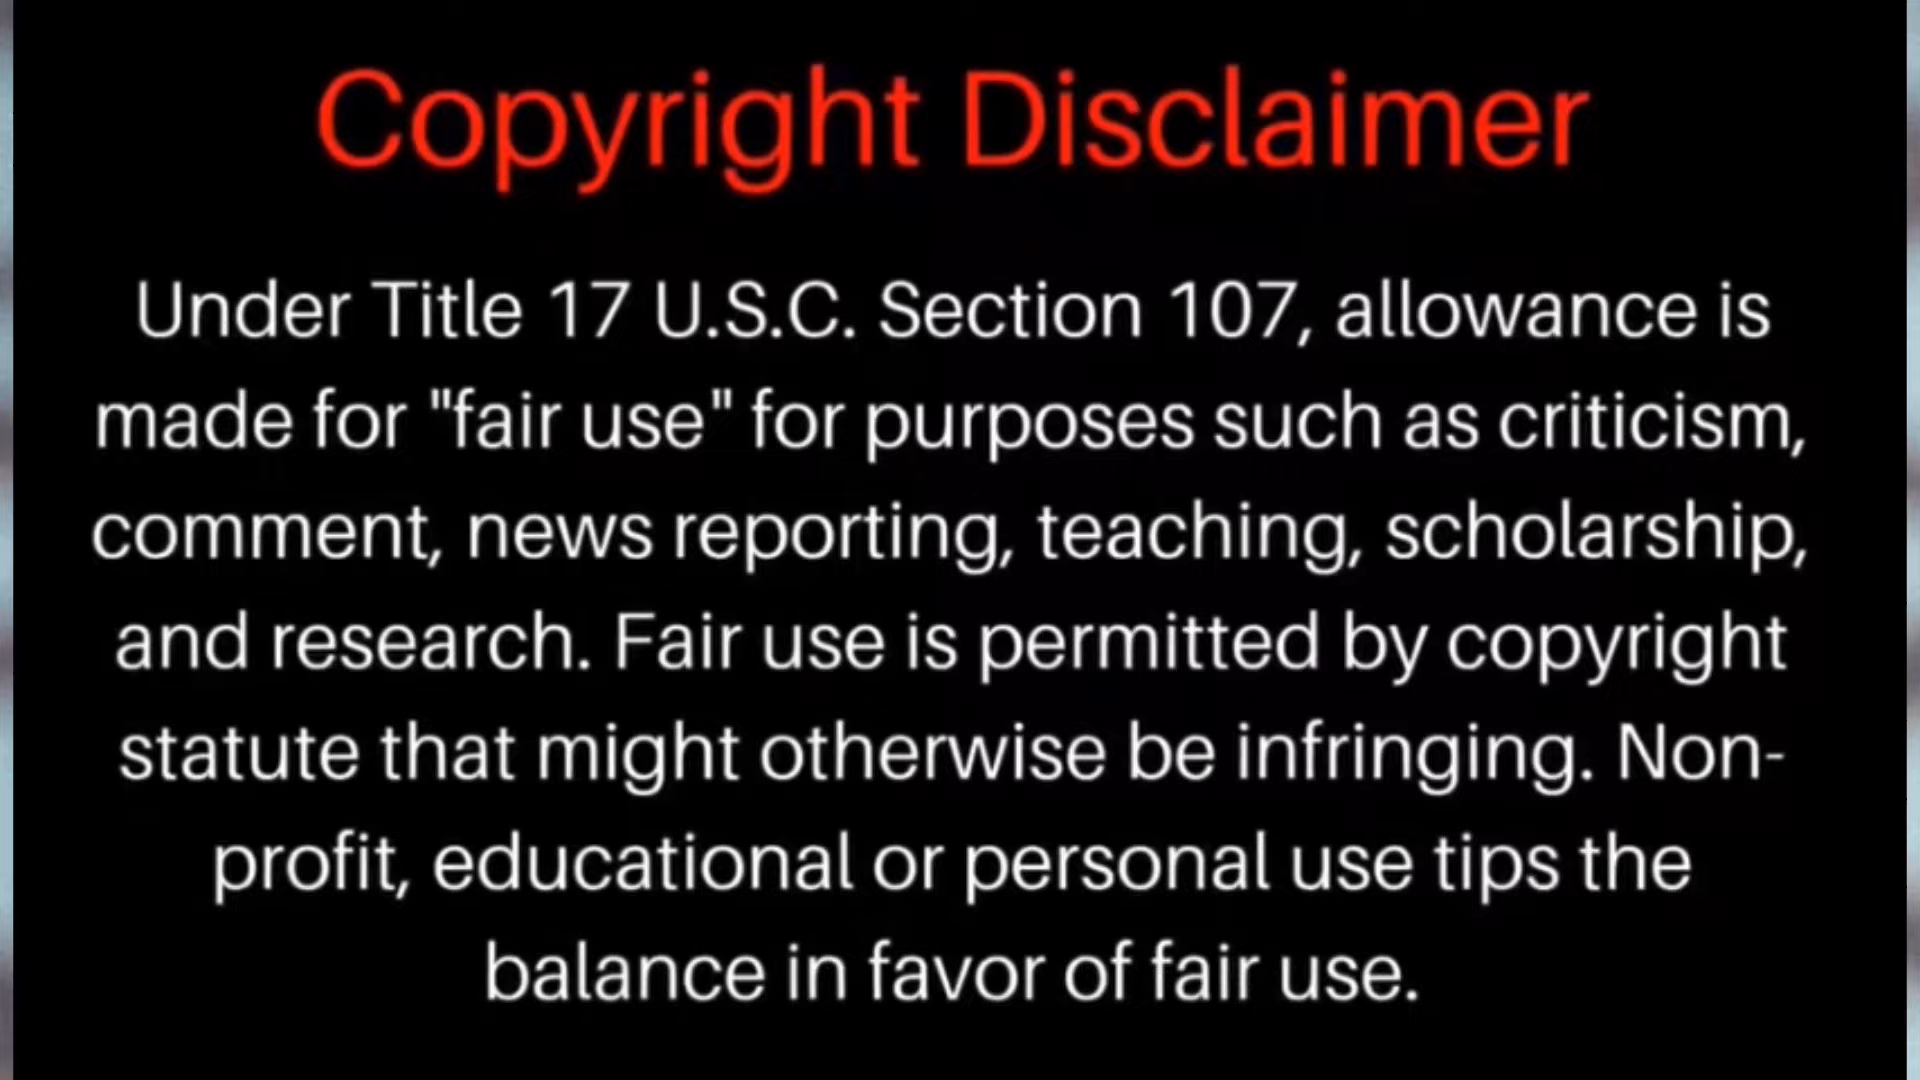 Copyright Disclaimer
Under Title 17 U.S.C. Section 107, allowance is
made for "fair use" for purposes such as criticism,
comment, news reporting, teaching, scholarship,
and research. Fair use is permitted by copyright
statute that might otherwise be infringing. Non-
profit, educational or personal use tips the
balance in favor of fair use.